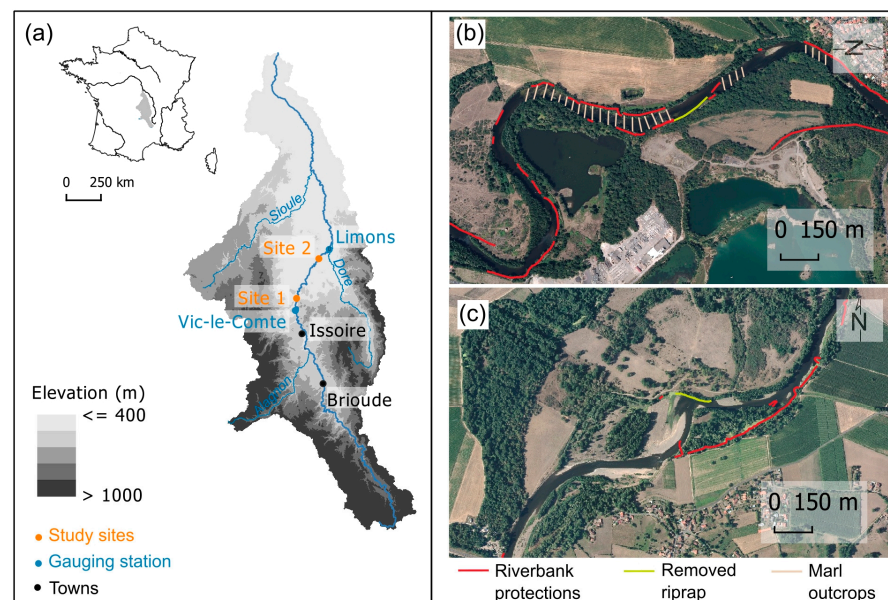 (a)
0 250 km
Sioule
Site 2
Limons
Dore
Site 1
Vic-le-Comte
Issoire
Alagnon
Brioude
Elevation (m)
<= 400
> 1000
Study sites
Gauging station
Towns
(b)
N
0 150 m
(c)
N
0 150 m
Riverbank
protections
Removed
riprap
Marl
outcrops